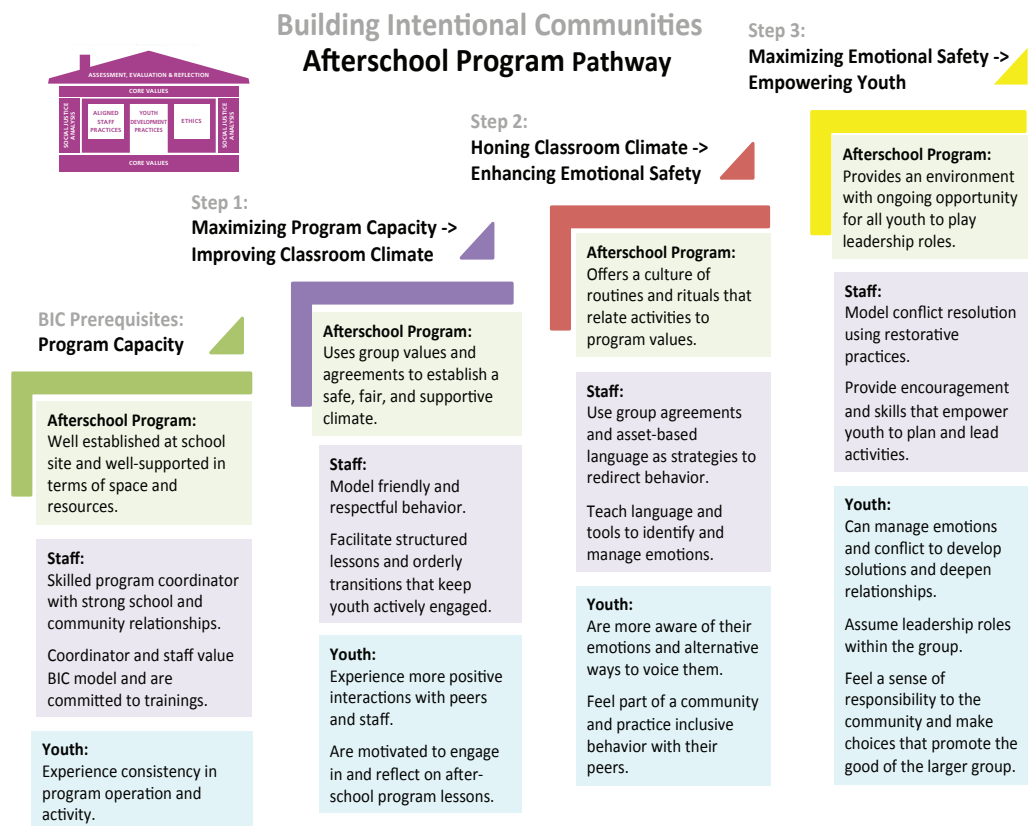 Building Intentional Communities
Afterschool Program Pathway
ASSESSMENT, EVALUATION & REFLECTION
CORE VALUES
SOCIAL JUSTICE
ANALYSIS
ALIGNED
STAFF
PRACTICES
YOUTH
DEVELOPMENT
PRACTICES
ETHICS
SOCIAL JUSTICE
ANALYSIS
CORE VALUES
BIC Prerequisites:
Program Capacity
Afterschool Program:
Well established at school
site and well-supported in
terms of space and
resources.
Staff:
Skilled program coordinator
with strong school and
community relationships.
Coordinator and staff value
BIC model and are
committed to trainings.
Youth:
Experience consistency in
program operation and
activity.
Step 1:
Maximizing Program Capacity ->
Improving Classroom Climate
Afterschool Program:
Uses group values and
agreements to establish a
safe, fair, and supportive
climate.
Staff:
Model friendly and
respectful behavior.
Facilitate structured
lessons and orderly
transitions that keep
youth actively engaged.
Youth:
Experience more positive
interactions with peers
and staff.
Are motivated to engage
in and reflect on after-
school program lessons.
Step 2:
Honing Classroom Climate ->
Enhancing Emotional Safety
Afterschool Program:
Offers a culture of
routines and rituals that
relate activities to
program values.
Staff:
Use group agreements
and asset-based
language as strategies to
redirect behavior.
Teach language and
tools to identify and
manage emotions.
Youth:
Are more aware of their
emotions and alternative
ways to voice them.
Feel part of a community
and practice inclusive
behavior with their
peers.
Step 3:
Maximizing Emotional Safety ->
Empowering Youth
Afterschool Program:
Provides an environment
with ongoing opportunity
for all youth to play
leadership roles.
Staff:
Model conflict resolution
using restorative
practices.
Provide encouragement
and skills that empower
youth to plan and lead
activities.
Youth:
Can manage emotions
and conflict to develop
solutions and deepen
relationships.
Assume leadership roles
within the group.
Feel a sense of
responsibility to the
community and make
choices that promote the
good of the larger group.